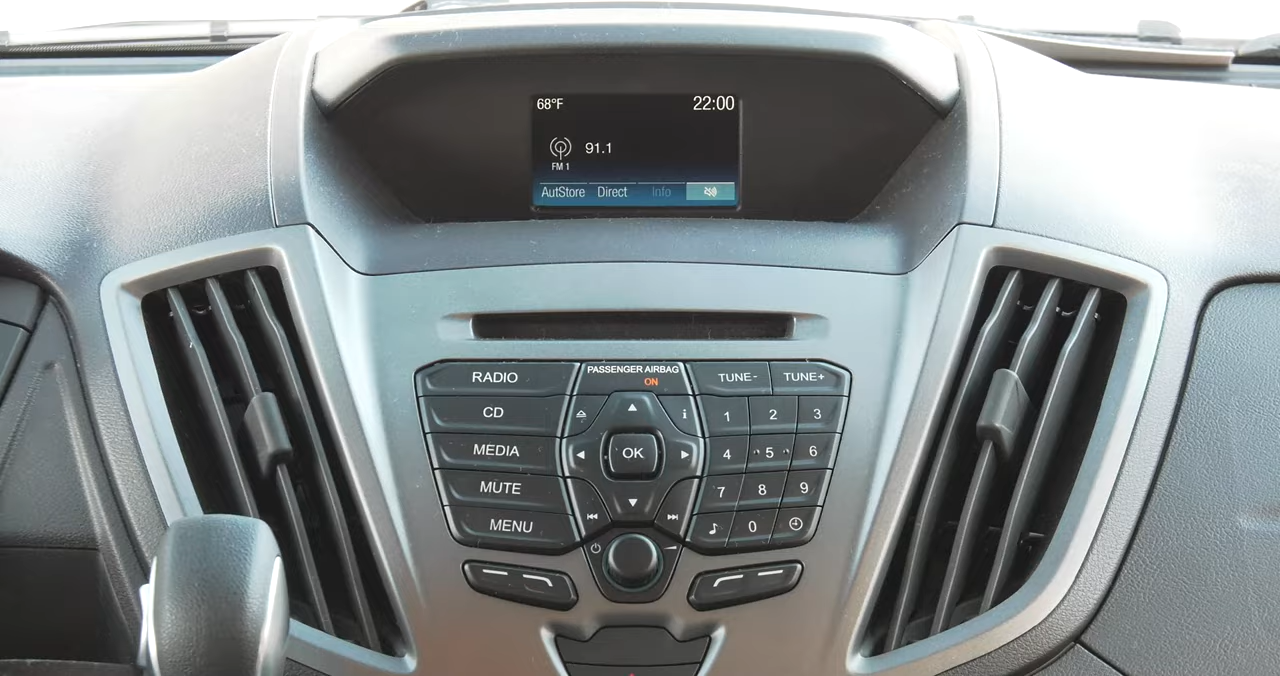 68°F 22:00
91.1
FM 1
AutStore Direct Info
PASSENGER AIRBAG
ON
RADIO TUNE- TUNE+
CD 1 2 3
MEDIA OK 4 5 6
MUTE 7 8 9
MENU 0
i